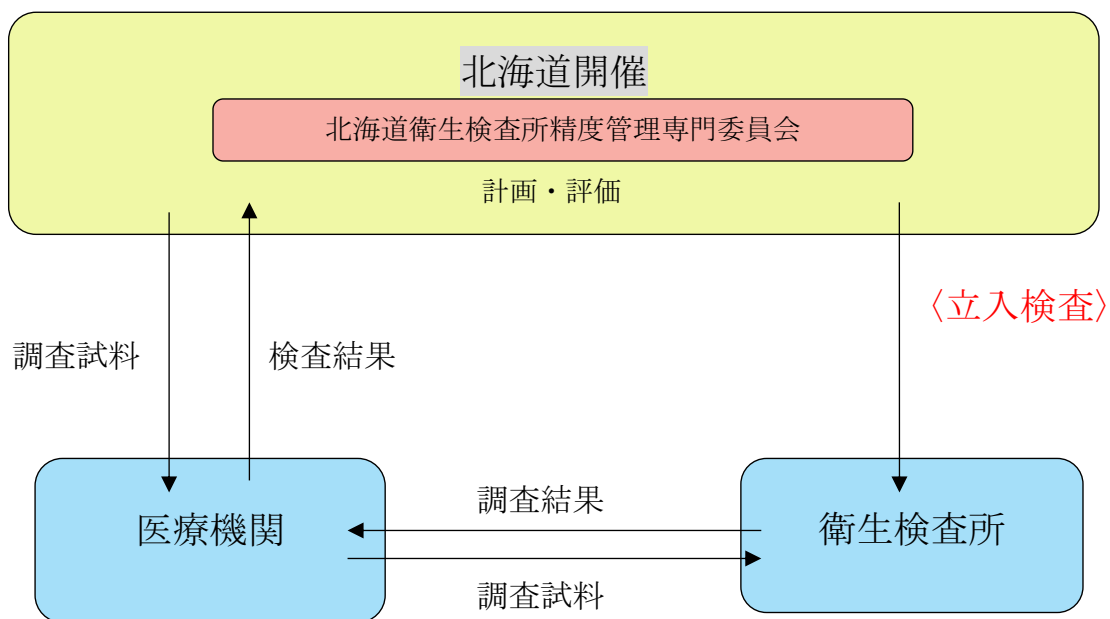 北海道開催
北海道衛生検査所精度管理専門委員会
計画・評価
〈立入検査〉
調査試料
検査結果
医療機関
調査結果
調査試料
衛生検査所